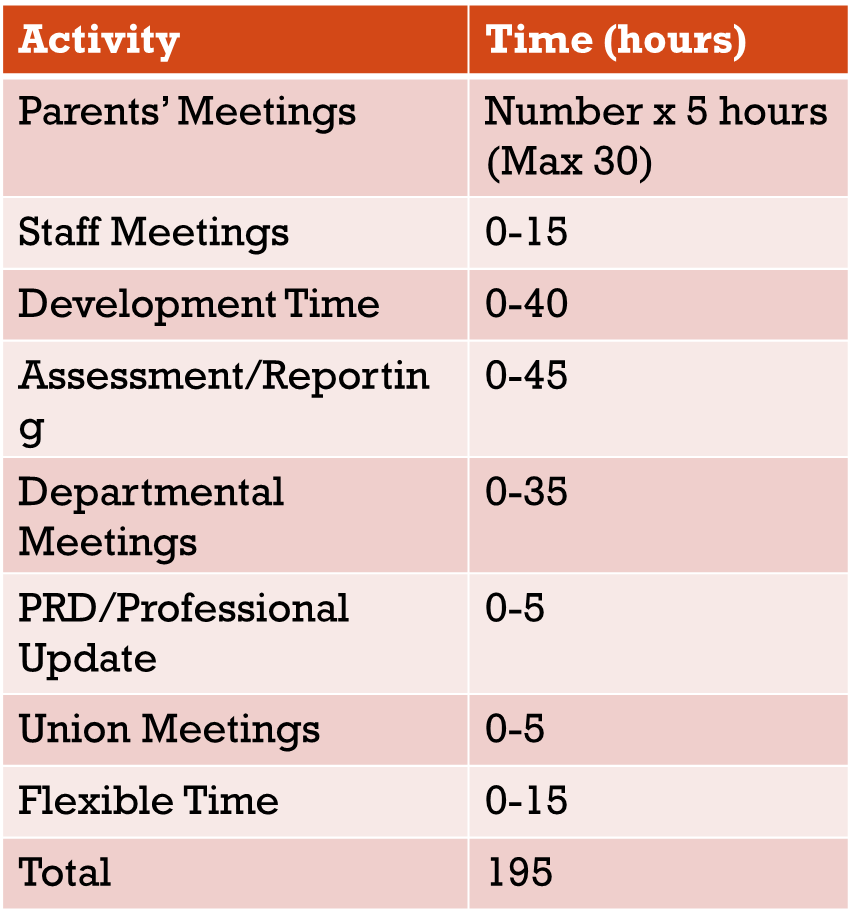 Activity Time (hours)
Parents’ Meetings Number x 5 hours
(Max 30)
Staff Meetings 0-15
Development Time 0-40
Assessment/Reportin 0-45
g
Departmental 0-35
Meetings
PRD/Professional 0-5
Update
Union Meetings 0-5
Flexible Time 0-15
Total 195